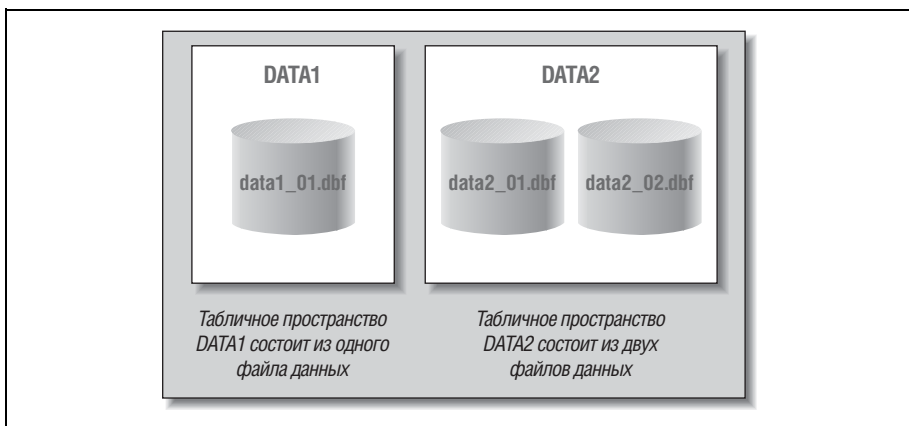 DATA1
data1_01.dbf
Табличное пространство
DATA1 состоит из одного
файла данных
DATA2
data2_01.dbf
data2_02.dbf
Табличное пространство
DATA2 состоит из двух
файлов данных